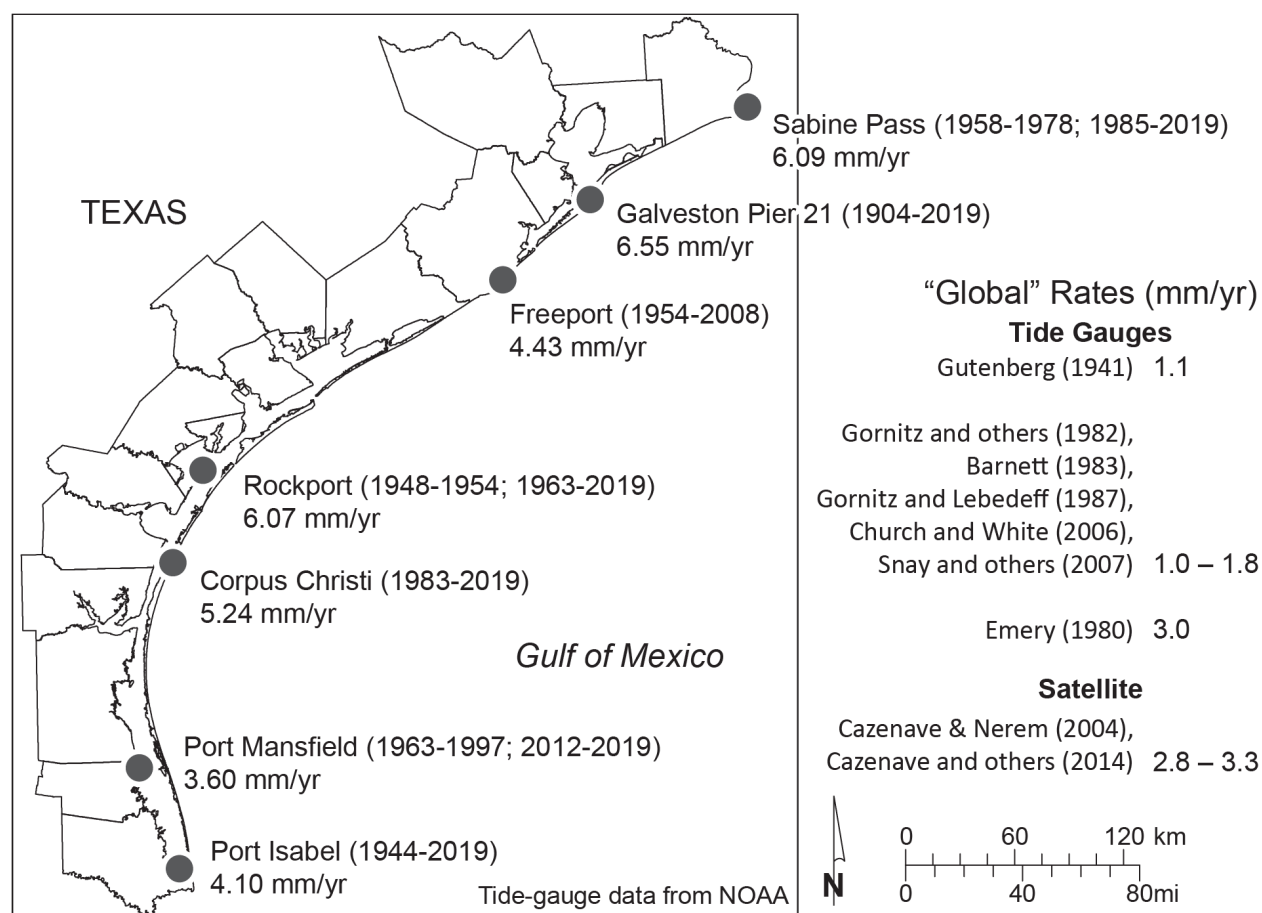 TEXAS
Sabine Pass (1958-1978; 1985-2019)
6.09 mm/yr
Galveston Pier 21 (1904-2019)
6.55 mm/yr
Freeport (1954-2008)
4.43 mm/yr
Rockport (1948-1954; 1963-2019)
6.07 mm/yr
Corpus Christi (1983-2019)
5.24 mm/yr
Gulf of Mexico
Port Mansfield (1963-1997; 2012-2019)
3.60 mm/yr
Port Isabel (1944-2019)
4.10 mm/yr
Tide-gauge data from NOAA
“Global” Rates (mm/yr)
Tide Gauges
Gutenberg (1941) 1.1
Gornitz and others (1982),
Barnett (1983),
Gornitz and Lebedeff (1987),
Church and White (2006),
Snay and others (2007) 1.0 – 1.8
Emery (1980) 3.0
Satellite
Cazenave & Nerem (2004),
Cazenave and others (2014) 2.8 – 3.3
N
0 60 120 km
0 40 80mi